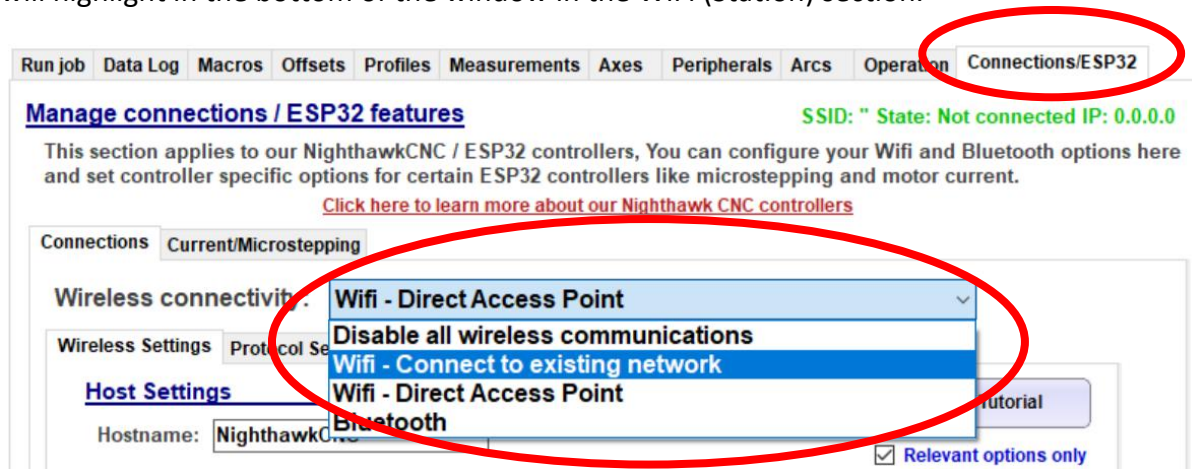 will highlight in the bottom of the window in the WiFi (Station) section.
Run job Data Log Macros Offsets Profiles Measurements Axes Peripherals Arcs Operation Connections/ESP32
Manage connections / ESP32 features
SSID: '' State: Not connected IP: 0.0.0.0
This section applies to our NighthawkCNC / ESP32 controllers, You can configure your Wifi and Bluetooth options here
and set controller specific options for certain ESP32 controllers like microstepping and motor current.
Click here to learn more about our Nighthawk CNC controllers
Connections Current/Microstepping
Wireless connectivity : Wifi - Direct Access Point
Disable all wireless communications
Wifi - Connect to existing network
Wifi - Direct Access Point
Bluetooth
Wireless Settings Protocol Se
Host Settings
Tutorial
Hostname: NighthawkCNC
Relevant options only